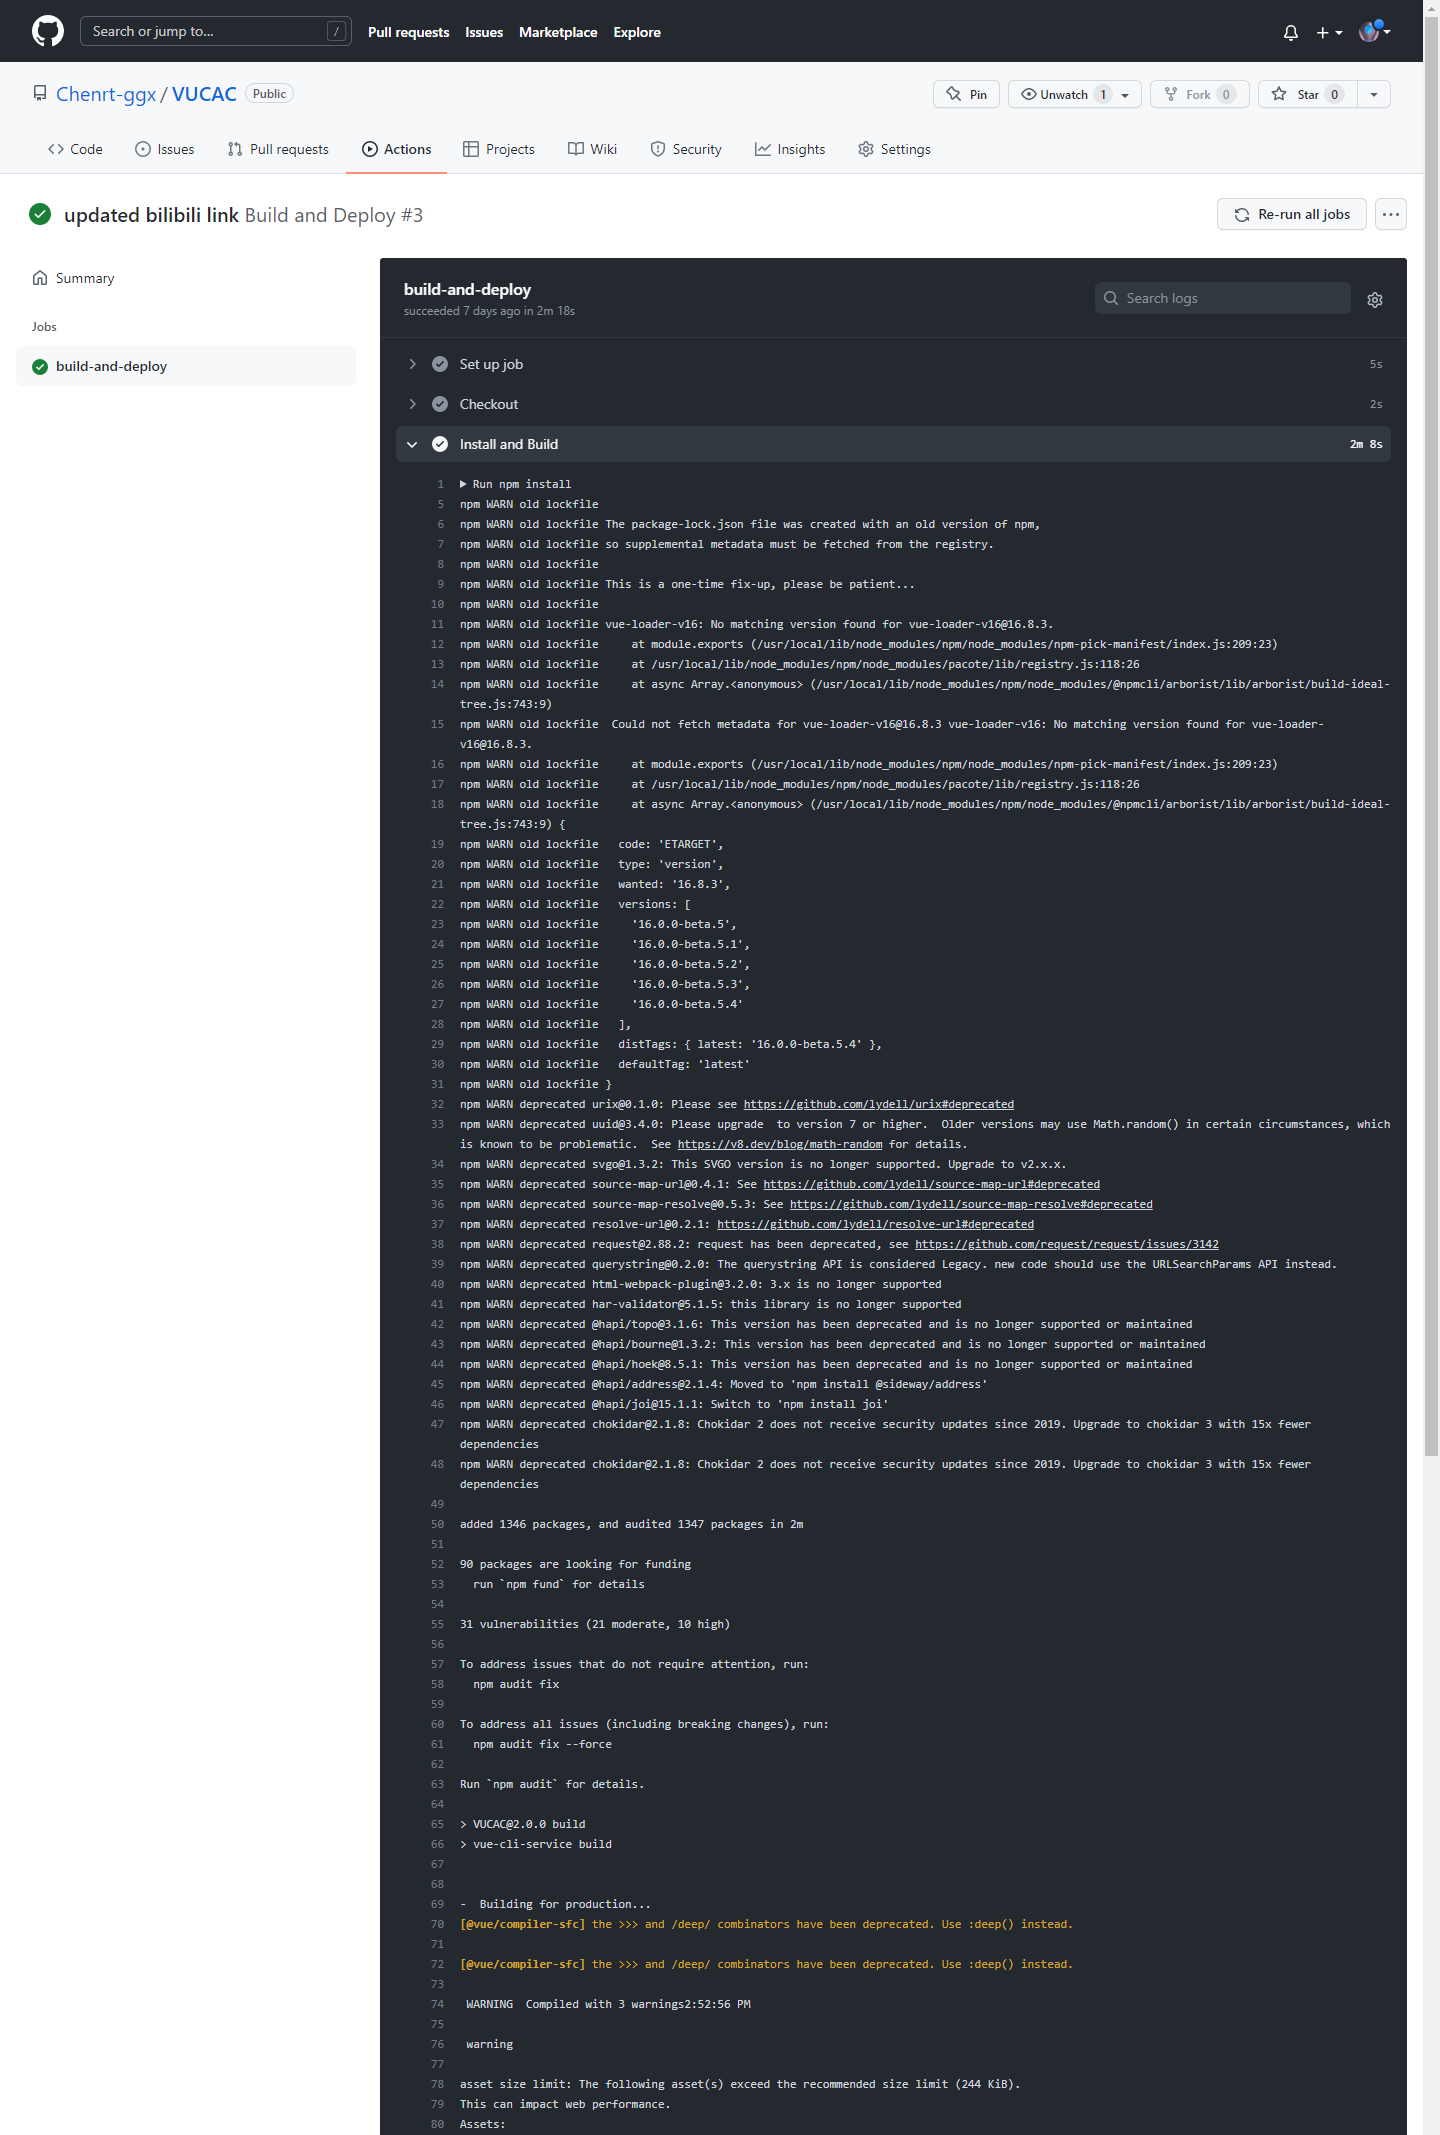 Search or jump to... /
Pull requests Issues Marketplace Explore
Chenrt-ggx / VUCAC Public
Pin Unwatch 1 Fork 0 Star 0
Code Issues Pull requests Actions Projects Wiki Security Insights Settings
updated bilibili link Build and Deploy #3
Re-run all jobs
Summary
Jobs
build-and-deploy
build-and-deploy
succeeded 7 days ago in 2m 18s
Search logs
Set up job 5s
Checkout 2s
Install and Build 2m 8s
1 Run npm install
5 npm WARN old lockfile
6 npm WARN old lockfile The package-lock.json file was created with an old version of npm,
7 npm WARN old lockfile so supplemental metadata must be fetched from the registry.
8 npm WARN old lockfile
9 npm WARN old lockfile This is a one-time fix-up, please be patient...
10 npm WARN old lockfile
11 npm WARN old lockfile vue-loader-v16: No matching version found for vue-loader-v16@16.8.3.
12 npm WARN old lockfile     at module.exports (/usr/local/lib/node_modules/npm/node_modules/npm-pick-manifest/index.js:209:23)
13 npm WARN old lockfile     at /usr/local/lib/node_modules/npm/node_modules/pacote/lib/registry.js:118:26
14 npm WARN old lockfile     at async Array.<anonymous> (/usr/local/lib/node_modules/npm/node_modules/@npmcli/arborist/lib/arborist/build-ideal-
tree.js:743:9)
15 npm WARN old lockfile  Could not fetch metadata for vue-loader-v16@16.8.3 vue-loader-v16: No matching version found for vue-loader-
v16@16.8.3.
16 npm WARN old lockfile     at module.exports (/usr/local/lib/node_modules/npm/node_modules/npm-pick-manifest/index.js:209:23)
17 npm WARN old lockfile     at /usr/local/lib/node_modules/npm/node_modules/pacote/lib/registry.js:118:26
18 npm WARN old lockfile     at async Array.<anonymous> (/usr/local/lib/node_modules/npm/node_modules/@npmcli/arborist/lib/arborist/build-ideal-
tree.js:743:9) {
19 npm WARN old lockfile   code: 'ETARGET',
20 npm WARN old lockfile   type: 'version',
21 npm WARN old lockfile   wanted: '16.8.3',
22 npm WARN old lockfile   versions: [
23 npm WARN old lockfile     '16.0.0-beta.5',
24 npm WARN old lockfile     '16.0.0-beta.5.1',
25 npm WARN old lockfile     '16.0.0-beta.5.2',
26 npm WARN old lockfile     '16.0.0-beta.5.3',
27 npm WARN old lockfile     '16.0.0-beta.5.4'
28 npm WARN old lockfile   ],
29 npm WARN old lockfile   distTags: { latest: '16.0.0-beta.5.4' },
30 npm WARN old lockfile   defaultTag: 'latest'
31 npm WARN old lockfile }
32 npm WARN deprecated urix@0.1.0: Please see https://github.com/lydell/urix#deprecated
33 npm WARN deprecated uuid@3.4.0: Please upgrade  to version 7 or higher.  Older versions may use Math.random() in certain circumstances, which
is known to be problematic.  See https://v8.dev/blog/math-random for details.
34 npm WARN deprecated svgo@1.3.2: This SVGO version is no longer supported. Upgrade to v2.x.x.
35 npm WARN deprecated source-map-url@0.4.1: See https://github.com/lydell/source-map-url#deprecated
36 npm WARN deprecated source-map-resolve@0.5.3: See https://github.com/lydell/source-map-resolve#deprecated
37 npm WARN deprecated resolve-url@0.2.1: https://github.com/lydell/resolve-url#deprecated
38 npm WARN deprecated request@2.88.2: request has been deprecated, see https://github.com/request/request/issues/3142
39 npm WARN deprecated querystring@0.2.0: The querystring API is considered Legacy. new code should use the URLSearchParams API instead.
40 npm WARN deprecated html-webpack-plugin@3.2.0: 3.x is no longer supported
41 npm WARN deprecated har-validator@5.1.5: this library is no longer supported
42 npm WARN deprecated @hapi/topo@3.1.6: This version has been deprecated and is no longer supported or maintained
43 npm WARN deprecated @hapi/bourne@1.3.2: This version has been deprecated and is no longer supported or maintained
44 npm WARN deprecated @hapi/hoek@8.5.1: This version has been deprecated and is no longer supported or maintained
45 npm WARN deprecated @hapi/address@2.1.4: Moved to 'npm install @sideway/address'
46 npm WARN deprecated @hapi/joi@15.1.1: Switch to 'npm install joi'
47 npm WARN deprecated chokidar@2.1.8: Chokidar 2 does not receive security updates since 2019. Upgrade to chokidar 3 with 15x fewer
dependencies
48 npm WARN deprecated chokidar@2.1.8: Chokidar 2 does not receive security updates since 2019. Upgrade to chokidar 3 with 15x fewer
dependencies
49
50 added 1346 packages, and audited 1347 packages in 2m
51
52 90 packages are looking for funding
53   run `npm fund` for details
54
55 31 vulnerabilities (21 moderate, 10 high)
56
57 To address issues that do not require attention, run:
58   npm audit fix
59
60 To address all issues (including breaking changes), run:
61   npm audit fix --force
62
63 Run `npm audit` for details.
64
65 > VUCAC@2.0.0 build
66 > vue-cli-service build
67
68
69 -  Building for production...
70 [@vue/compiler-sfc] the >>> and /deep/ combinators have been deprecated. Use :deep() instead.
71
72 [@vue/compiler-sfc] the >>> and /deep/ combinators have been deprecated. Use :deep() instead.
73
74  WARNING  Compiled with 3 warnings2:52:56 PM
75
76  warning
77
78 asset size limit: The following asset(s) exceed the recommended size limit (244 KiB).
79 This can impact web performance.
80 Assets: